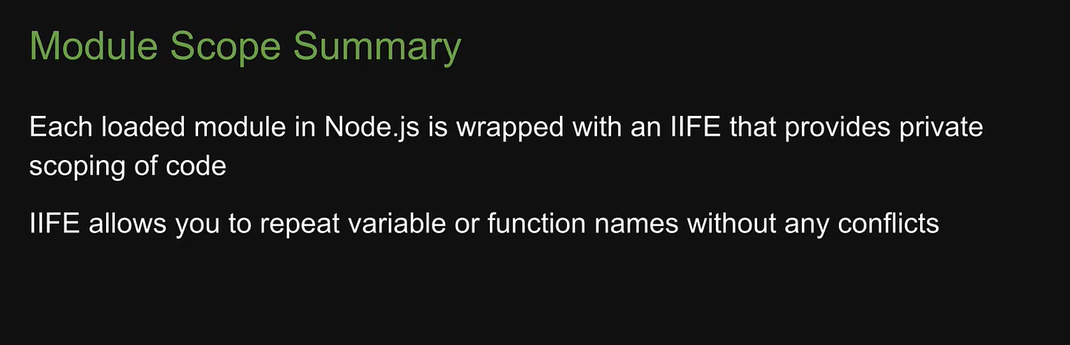 Module Scope Summary
Each loaded module in Node.js is wrapped with an IIFE that provides private
scoping of code
IIFE allows you to repeat variable or function names without any conflicts